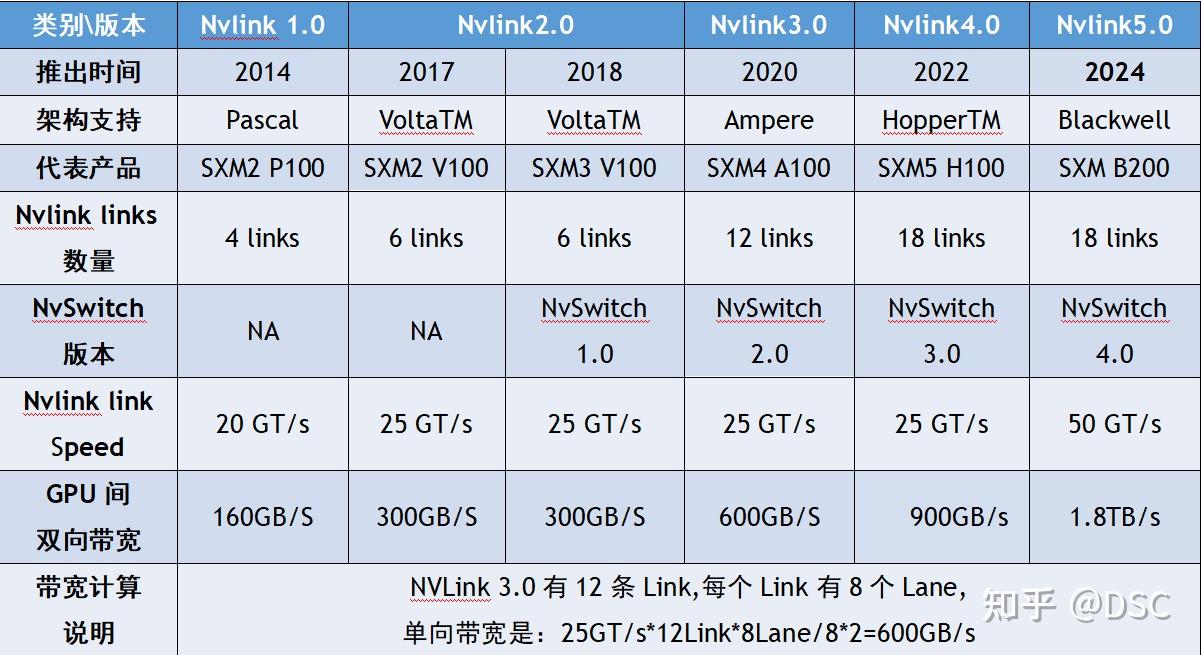 类别\版本 Nvlink 1.0 Nvlink2.0 Nvlink3.0 Nvlink4.0 Nvlink5.0
推出时间 2014 2017 2018 2020 2022 2024
架构支持 Pascal VoltaTM VoltaTM Ampere HopperTM Blackwell
代表产品 SXM2 P100 SXM2 V100 SXM3 V100 SXM4 A100 SXM5 H100 SXM B200
Nvlink links
数量
4 links 6 links 6 links 12 links 18 links 18 links
NvSwitch
版本
NA NA
NvSwitch
1.0
NvSwitch
2.0
NvSwitch
3.0
NvSwitch
4.0
Nvlink link
Speed
20 GT/s 25 GT/s 25 GT/s 25 GT/s 25 GT/s 50 GT/s
GPU 间
双向带宽
160GB/S 300GB/S 300GB/S 600GB/S 900GB/s 1.8TB/s
带宽计算
说明
NVLink 3.0 有 12 条 Link,每个 Link 有 8 个 Lane,
单向带宽是：25GT/s*12Link*8Lane/8*2=600GB/s
知乎 @DSC